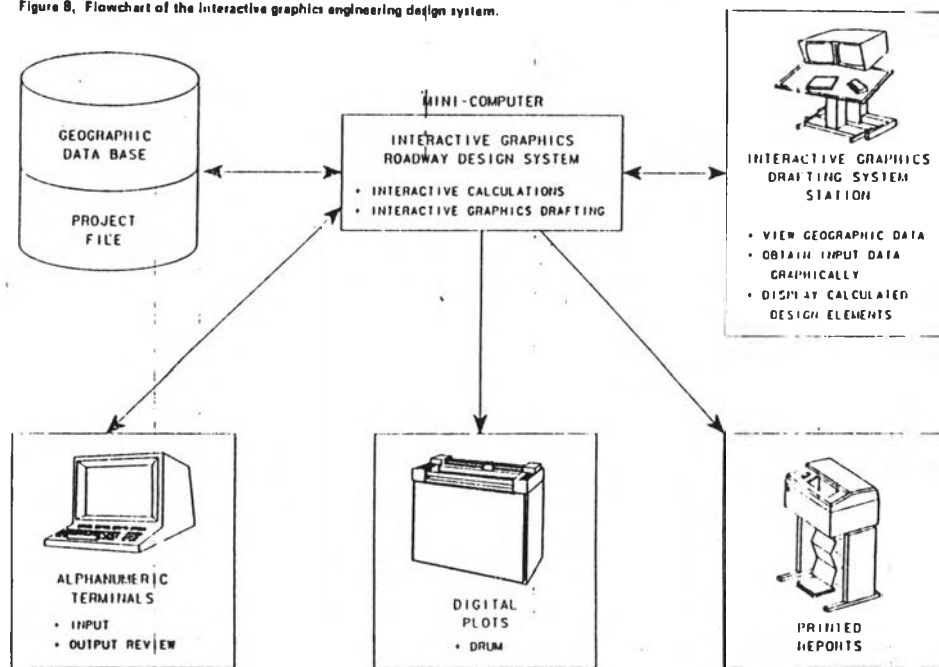 Figure 8, Flowchart of the interactive graphics engineering design system.
MINI-COMPUTER
INTERACTIVE GRAPHICS
ROADWAY DESIGN SYSTEM
• INTERACTIVE CALCULATIONS
• INTERACTIVE GRAPHICS DRAFTING
GEOGRAPHIC
DATA BASE
PROJECT
FILE
INTERACTIVE GRAPHICS
DRAFTING SYSTEM
STATION
• VIEW GEOGRAPHIC DATA
• OBTAIN INPUT DATA
GRAPHICALLY
• DISPLAY CALCULATED
DESIGN ELEMENTS
ALPHANUMERIC
TERMINALS
• INPUT
• OUTPUT REVIEW
DIGITAL
PLOTS
• DRUM
PRINTED
REPORTS